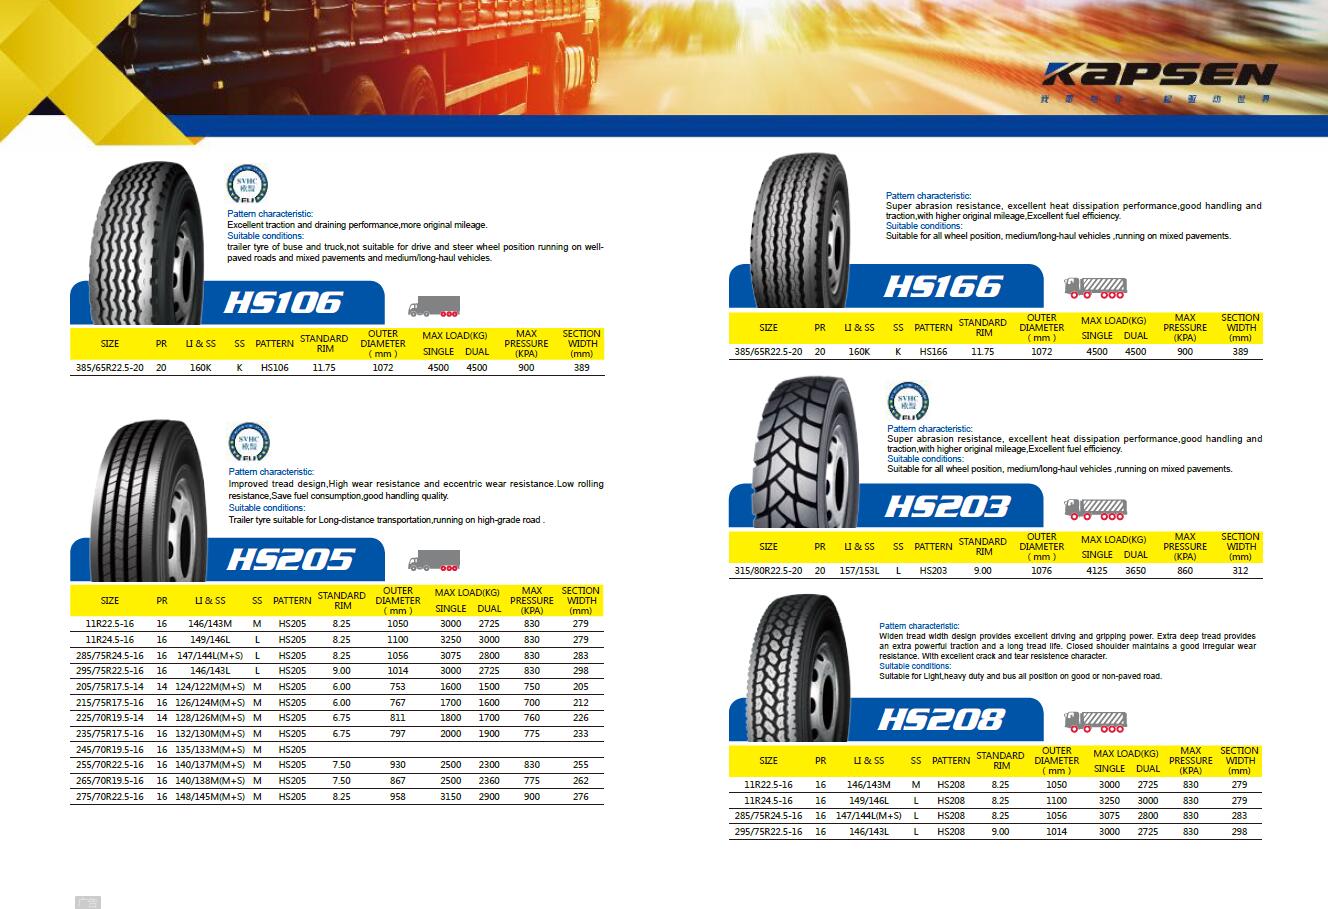 KAPSEN
SVHC
欧盟
EU
Pattern characteristic:
Excellent traction and draining performance,more original mileage.
Suitable conditions:
trailer tyre of buse and truck,not suitable for drive and steer wheel position running on well-
paved roads and mixed pavements and medium/long-haul vehicles.
HS106
SIZE PR LI & SS SS PATTERN STANDARD RIM OUTER DIAMETER ( mm ) MAX LOAD(KG) SINGLE DUAL MAX PRESSURE (KPA) SECTION WIDTH (mm)
385/65R22.5-20 20 160K K HS106 11.75 1072 4500 4500 900 389
SVHC
欧盟
EU
Pattern characteristic:
Improved tread design,High wear resistance and eccentric wear resistance.Low rolling
resistance,Save fuel consumption,good handling quality.
Suitable conditions:
Trailer tyre suitable for Long-distance transportation,running on high-grade road .
HS205
SIZE PR LI & SS SS PATTERN STANDARD RIM OUTER DIAMETER ( mm ) MAX LOAD(KG) SINGLE DUAL MAX PRESSURE (KPA) SECTION WIDTH (mm)
11R22.5-16 16 146/143M M HS205 8.25 1050 3000 2725 830 279
11R24.5-16 16 149/146L L HS205 8.25 1100 3250 3000 830 279
285/75R24.5-16 16 147/144L(M+S) L HS205 8.25 1056 3075 2800 830 283
295/75R22.5-16 16 146/143L L HS205 9.00 1014 3000 2725 830 298
205/75R17.5-14 14 124/122M(M+S) M HS205 6.00 753 1600 1500 750 205
215/75R17.5-16 16 126/124M(M+S) M HS205 6.00 767 1700 1600 700 212
225/70R19.5-14 14 128/126M(M+S) M HS205 6.75 811 1800 1700 760 226
235/75R17.5-16 16 132/130M(M+S) M HS205 6.75 797 2000 1900 775 233
245/70R19.5-16 16 135/133M(M+S) M HS205
255/70R22.5-16 16 140/137M(M+S) M HS205 7.50 930 2500 2300 830 255
265/70R19.5-16 16 140/138M(M+S) M HS205 7.50 867 2500 2360 775 262
275/70R22.5-16 16 148/145M(M+S) M HS205 8.25 958 3150 2900 900 276
Pattern characteristic:
Super abrasion resistance, excellent heat dissipation performance,good handling and
traction,with higher original mileage,Excellent fuel efficiency.
Suitable conditions:
Suitable for all wheel position, medium/long-haul vehicles ,running on mixed pavements.
HS166
SIZE PR LI & SS SS PATTERN STANDARD RIM OUTER DIAMETER ( mm ) MAX LOAD(KG) SINGLE DUAL MAX PRESSURE (KPA) SECTION WIDTH (mm)
385/65R22.5-20 20 160K K HS166 11.75 1072 4500 4500 900 389
SVHC
欧盟
EU
Pattern characteristic:
Super abrasion resistance, excellent heat dissipation performance,good handling and
traction,with higher original mileage,Excellent fuel efficiency.
Suitable conditions:
Suitable for all wheel position, medium/long-haul vehicles ,running on mixed pavements.
HS203
SIZE PR LI & SS SS PATTERN STANDARD RIM OUTER DIAMETER ( mm ) MAX LOAD(KG) SINGLE DUAL MAX PRESSURE (KPA) SECTION WIDTH (mm)
315/80R22.5-20 20 157/153L L HS203 9.00 1076 4125 3650 860 312
Pattern characteristic:
Widen tread width design provides excellent driving and gripping power. Extra deep tread provides
an extra powerful traction and a long tread life. Closed shoulder maintains a good irregular wear
resistance. With excellent crack and tear resistence character.
Suitable conditions:
Suitable for Light,heavy duty and bus all position on good or non-paved road.
HS208
SIZE PR LI & SS SS PATTERN STANDARD RIM OUTER DIAMETER ( mm ) MAX LOAD(KG) SINGLE DUAL MAX PRESSURE (KPA) SECTION WIDTH (mm)
11R22.5-16 16 146/143M M HS208 8.25 1050 3000 2725 830 279
11R24.5-16 16 149/146L L HS208 8.25 1100 3250 3000 830 279
285/75R24.5-16 16 147/144L(M+S) L HS208 8.25 1056 3075 2800 830 283
295/75R22.5-16 16 146/143L L HS208 9.00 1014 3000 2725 830 298
广告